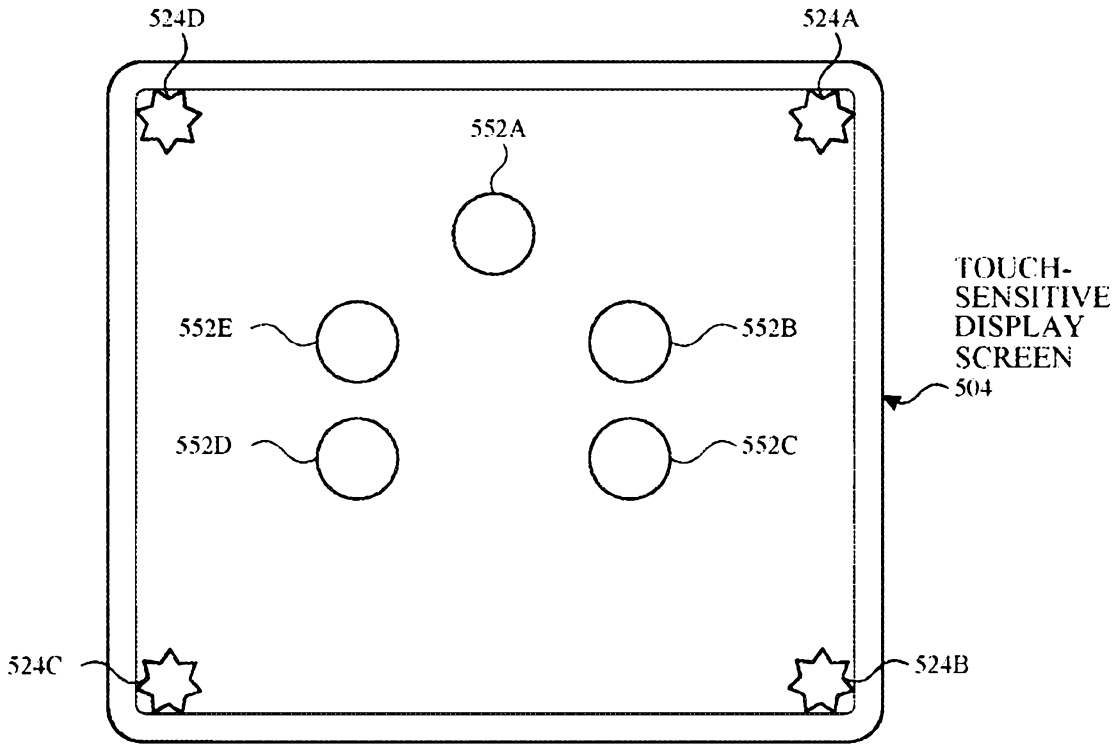 524D
524A
552A
552E
552B
TOUCH-
SENSITIVE
DISPLAY
SCREEN
504
552D
552C
524C
524B